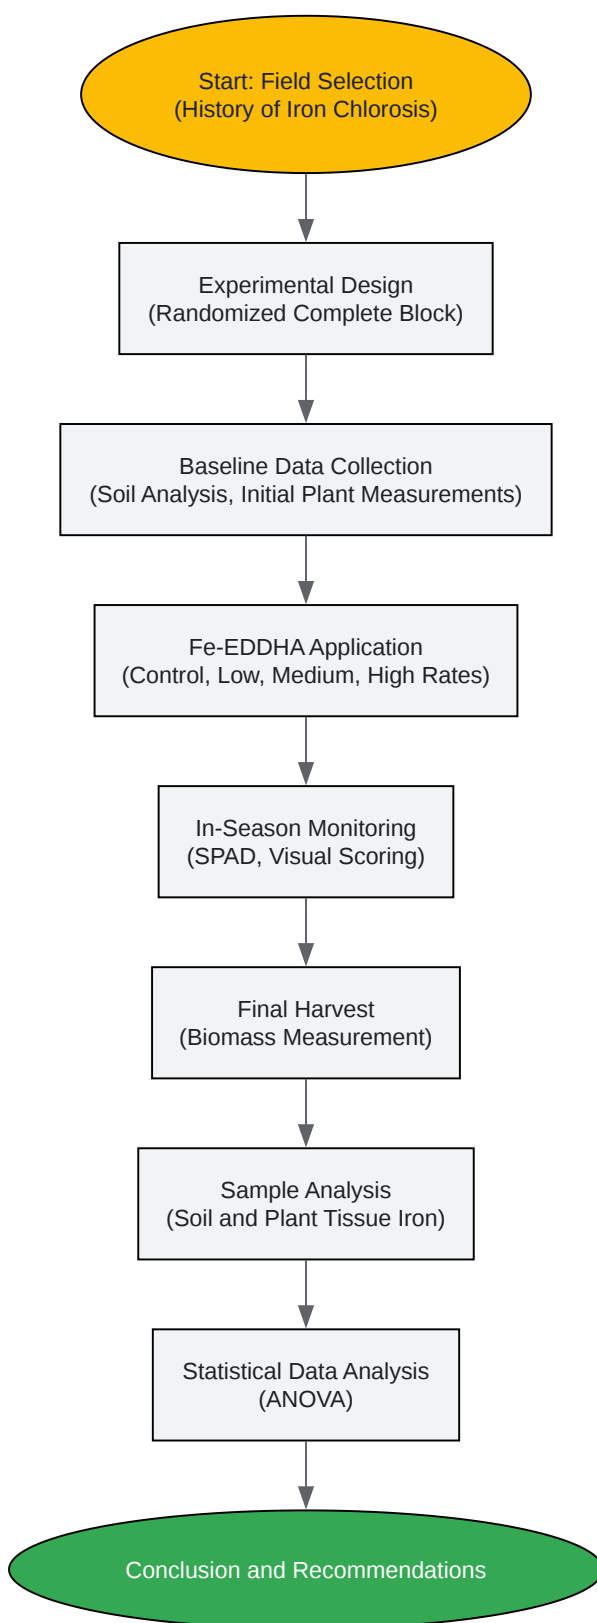 Start: Field Selection
(History of Iron Chlorosis)
Experimental Design
(Randomized Complete Block)
Baseline Data Collection
(Soil Analysis, Initial Plant Measurements)
Fe-EDDHA Application
(Control, Low, Medium, High Rates)
In-Season Monitoring
(SPAD, Visual Scoring)
Final Harvest
(Biomass Measurement)
Sample Analysis
(Soil and Plant Tissue Iron)
Statistical Data Analysis
(ANOVA)
Conclusion and Recommendations